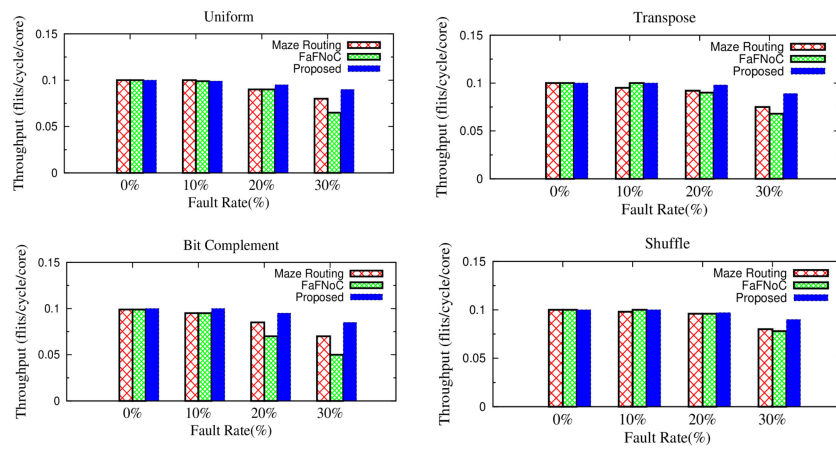 Uniform
Throughput (flits/cycle/core)
0.15
0.1
0.05
0
Maze Routing
FaFNoC
Proposed
0% 10% 20% 30%
Fault Rate(%)
Transpose
Throughput (flits/cycle/core)
0.15
0.1
0.05
0
Maze Routing
FaFNoC
Proposed
0% 10% 20% 30%
Fault Rate(%)
Bit Complement
Throughput (flits/cycle/core)
0.15
0.1
0.05
0
Maze Routing
FaFNoC
Proposed
0% 10% 20% 30%
Fault Rate(%)
Shuffle
Throughput (flits/cycle/core)
0.15
0.1
0.05
0
Maze Routing
FaFNoC
Proposed
0% 10% 20% 30%
Fault Rate(%)